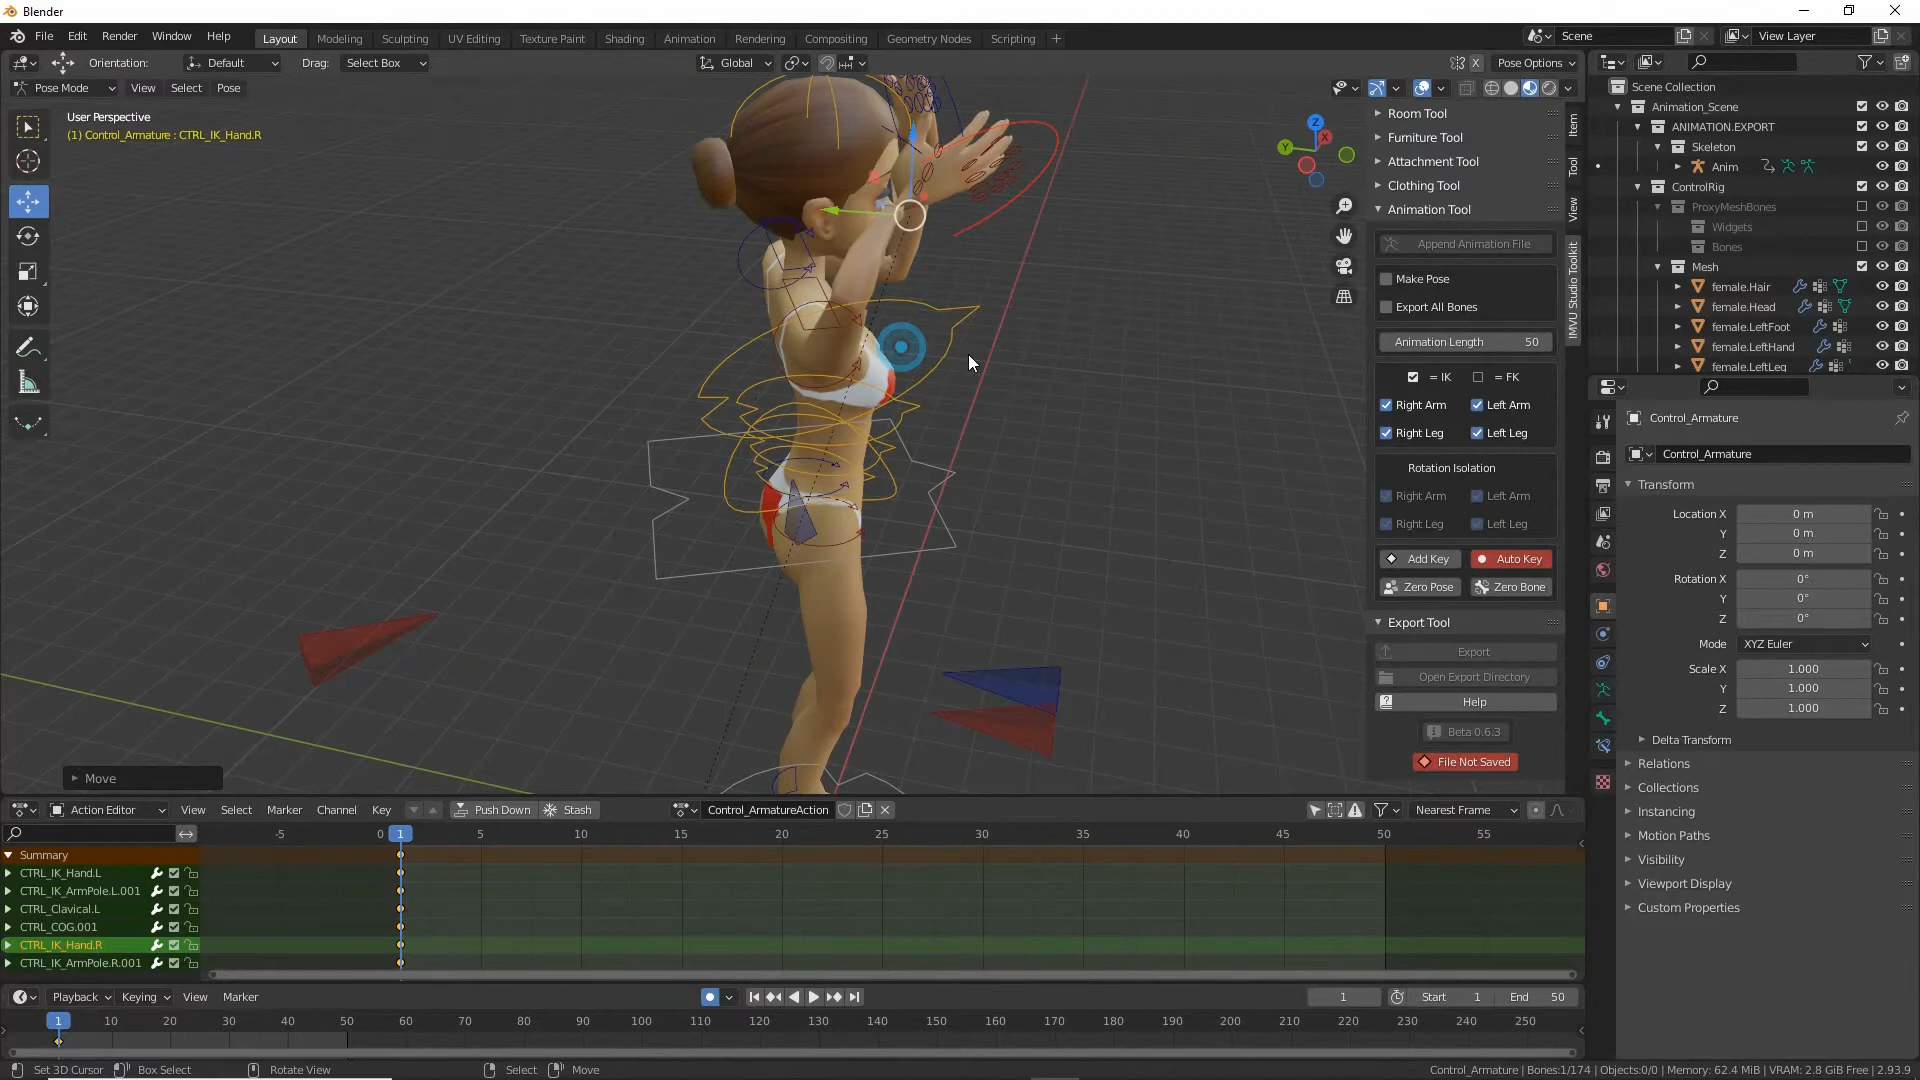 Blender
File Edit Render Window Help Layout Modeling Sculpting UV Editing Texture Paint Shading Animation Rendering Compositing Geometry Nodes Scripting + Scene View Layer
Orientation: Default Drag: Select Box Global X Pose Options
Pose Mode View Select Pose
User Perspective
(1) Control_Armature : CTRL_IK_Hand.R
Z
X
Y
Move
Item
Tool
View
IMVU Studio Toolkit
Room Tool
Furniture Tool
Attachment Tool
Clothing Tool
Animation Tool
Append Animation File
Make Pose
Export All Bones
Animation Length 50
= IK = FK
Right Arm Left Arm
Right Leg Left Leg
Rotation Isolation
Right Arm Left Arm
Right Leg Left Leg
Add Key Auto Key
Zero Pose Zero Bone
Export Tool
Export
Open Export Directory
Help
Beta 0.6.3
File Not Saved
Scene Collection
Animation_Scene
ANIMATION.EXPORT
Skeleton
Anim
ControlRig
ProxyMeshBones
Widgets
Bones
Mesh
female.Hair
female.Head
female.LeftFoot
female.LeftHand
female.LeftLeg
Control_Armature
Control_Armature
Transform
Location X 0 m
Y 0 m
Z 0 m
Rotation X 0°
Y 0°
Z 0°
Mode XYZ Euler
Scale X 1.000
Y 1.000
Z 1.000
Delta Transform
Relations
Collections
Instancing
Motion Paths
Visibility
Viewport Display
Custom Properties
Action Editor View Select Marker Channel Key Push Down Stash Control_ArmatureAction Nearest Frame
-5 0 1 5 10 15 20 25 30 35 40 45 50 55
Summary
CTRL_IK_Hand.L
CTRL_IK_ArmPole.L.001
CTRL_Clavical.L
CTRL_COG.001
CTRL_IK_Hand.R
CTRL_IK_ArmPole.R.001
Playback Keying View Marker 1 Start 1 End 50
1 10 20 30 40 50 60 70 80 90 100 110 120 130 140 150 160 170 180 190 200 210 220 230 240 250
Set 3D Cursor Box Select Rotate View Select Move Control_Armature | Bones:1/174 | Objects:0/0 | Memory: 62.4 MiB | VRAM: 2.8 GiB Free | 2.93.9